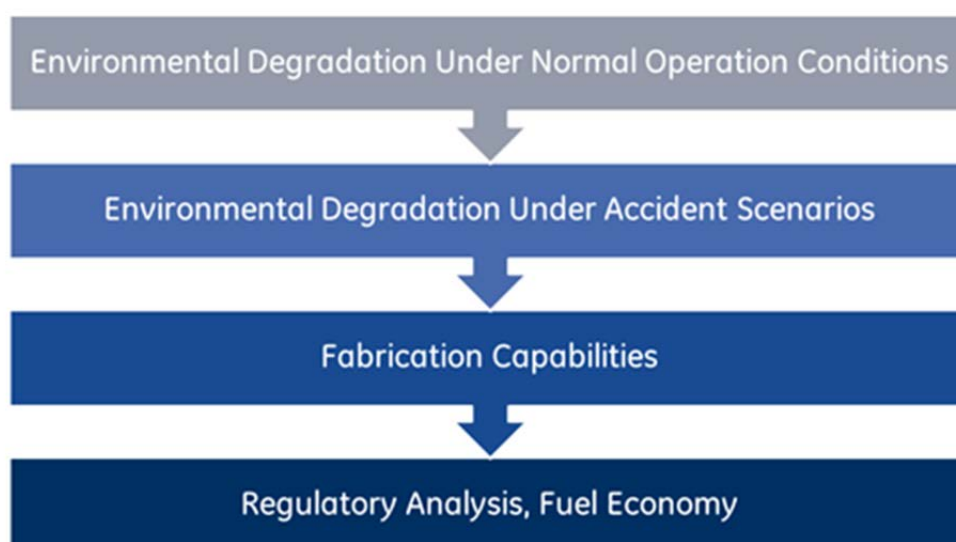 Environmental Degradation Under Normal Operation Conditions
Environmental Degradation Under Accident Scenarios
Fabrication Capabilities
Regulatory Analysis, Fuel Economy